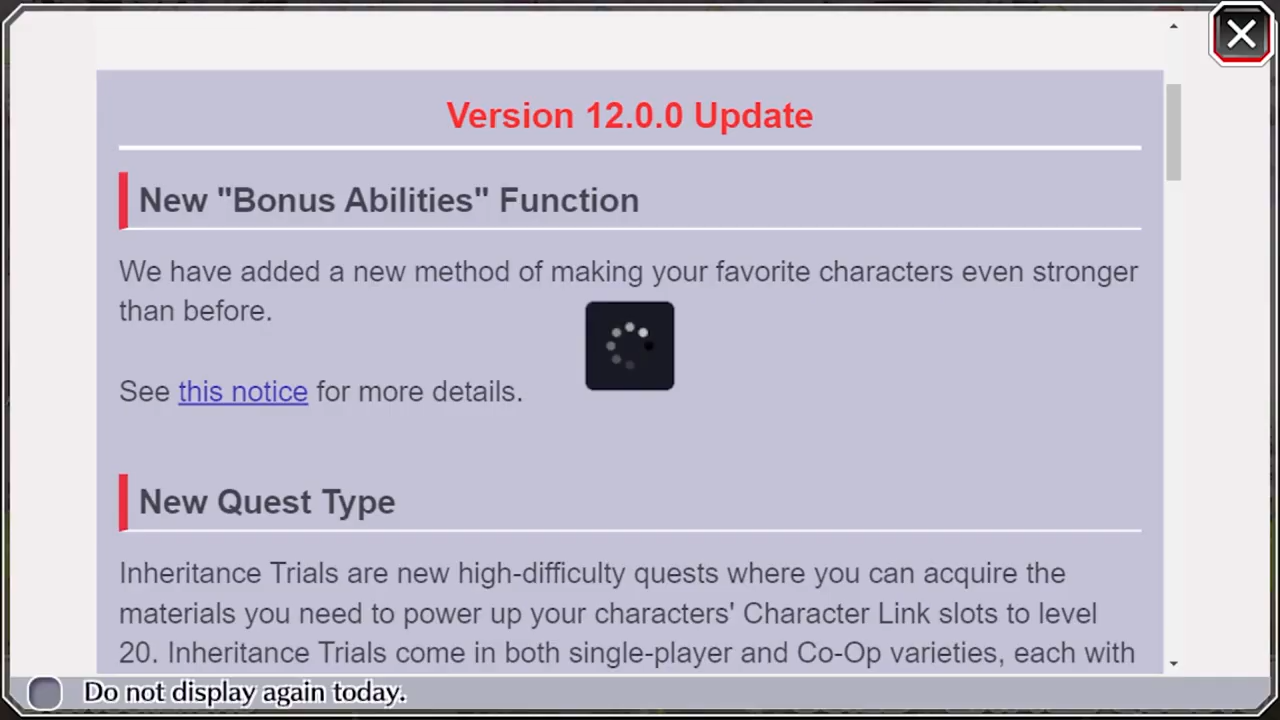 Version 12.0.0 Update
New "Bonus Abilities" Function
We have added a new method of making your favorite characters even stronger
than before.
See this notice for more details.
New Quest Type
Inheritance Trials are new high-difficulty quests where you can acquire the
materials you need to power up your characters' Character Link slots to level
20. Inheritance Trials come in both single-player and Co-Op varieties, each with
Do not display again today.